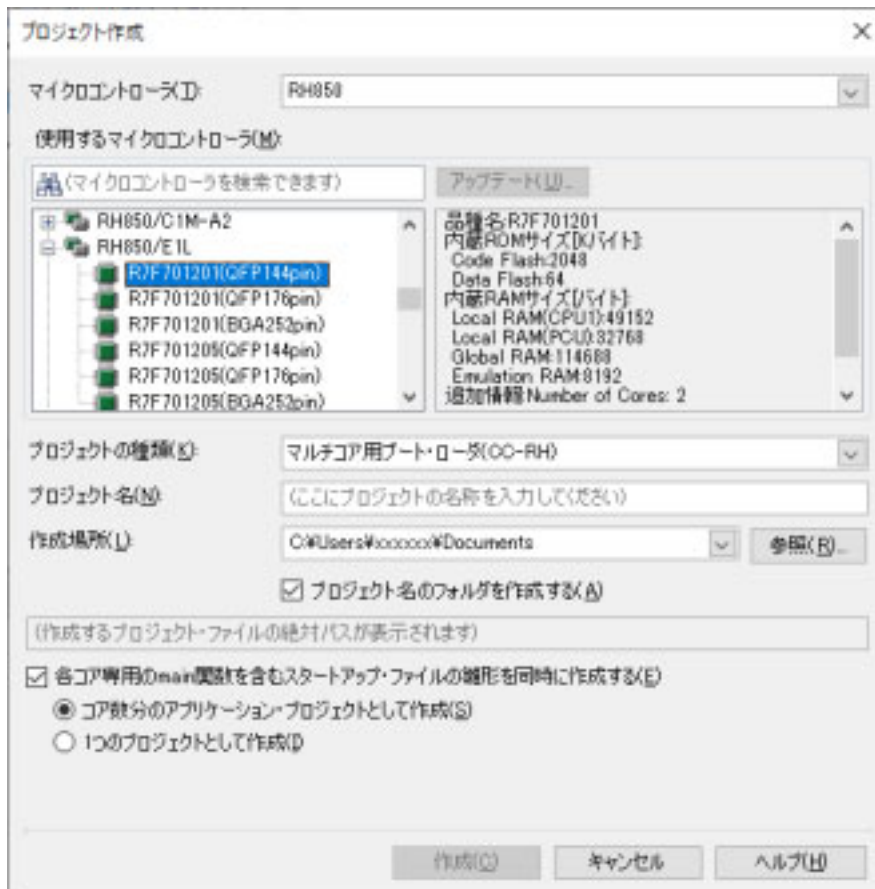 プロジェクト作成
マイクロコントローラ(T):
RH850
使用するマイクロコントローラ(M):
(マイクロコントローラを検索できます)
アップデート(U)...
RH850/C1M-A2
RH850/E1L
R7F701201(QFP144pin)
R7F701201(QFP176pin)
R7F701201(BGA252pin)
R7F701205(QFP144pin)
R7F701205(QFP176pin)
R7F701205(BGA252pin)
品種名:R7F701201
内蔵ROMサイズ[Kバイト]:
Code Flash:2048
Data Flash:64
内蔵RAMサイズ[バイト]:
Local RAM(CPU1):49152
Local RAM(PCU):32768
Global RAM:114688
Emulation RAM:8192
追加情報:Number of Cores: 2
プロジェクトの種類(K):
マルチコア用ブート・ローダ(CC-RH)
プロジェクト名(N):
(ここにプロジェクトの名称を入力してください)
作成場所(L):
C:¥Users¥xxxxxx¥Documents
参照(R)...
プロジェクト名のフォルダを作成する(A)
(作成するプロジェクト・ファイルの絶対パスが表示されます)
各コア専用のmain関数を含むスタートアップ・ファイルの雛形を同時に作成する(E)
コア数分のアプリケーション・プロジェクトとして作成(S)
1つのプロジェクトとして作成(I)
作成(C)
キャンセル
ヘルプ(H)